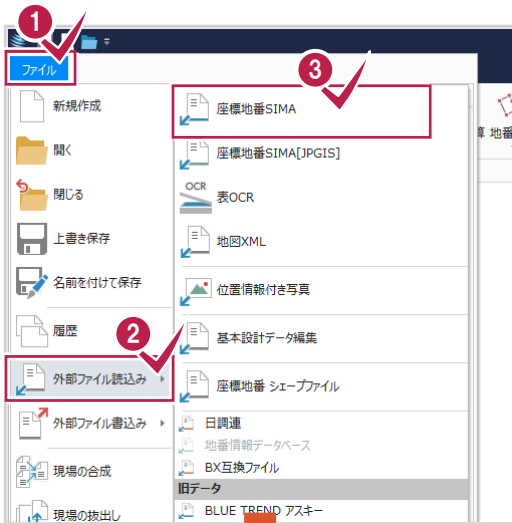 1
ファイル
3
新規作成
座標地番SIMA
算 地番
開く
座標地番SIMA[JPGIS]
閉じる
OCR
表OCR
上書き保存
地図XML
名前を付けて保存
位置情報付き写真
履歴
2
基本設計データ編集
外部ファイル読込み
座標地番 シェープファイル
外部ファイル書込み
日調連
地番情報データベース
現場の合成
BX互換ファイル
旧データ
現場の抜出し
BLUE TREND アスキー